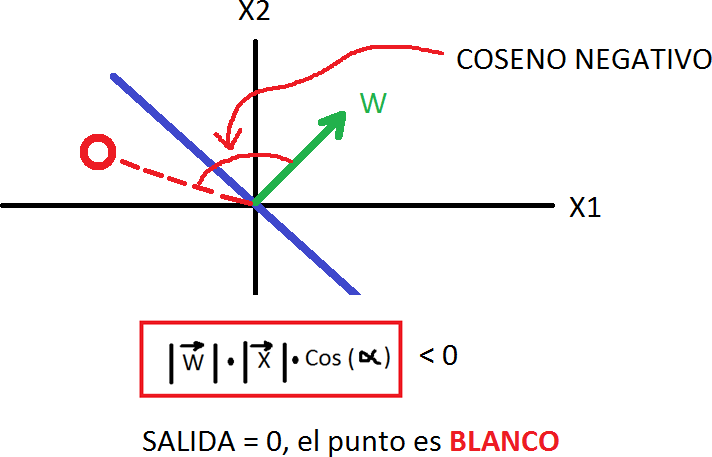 X2
COSENO NEGATIVO
W
X1
|W| · |X| · Cos (α) < 0
SALIDA = 0, el punto es BLANCO